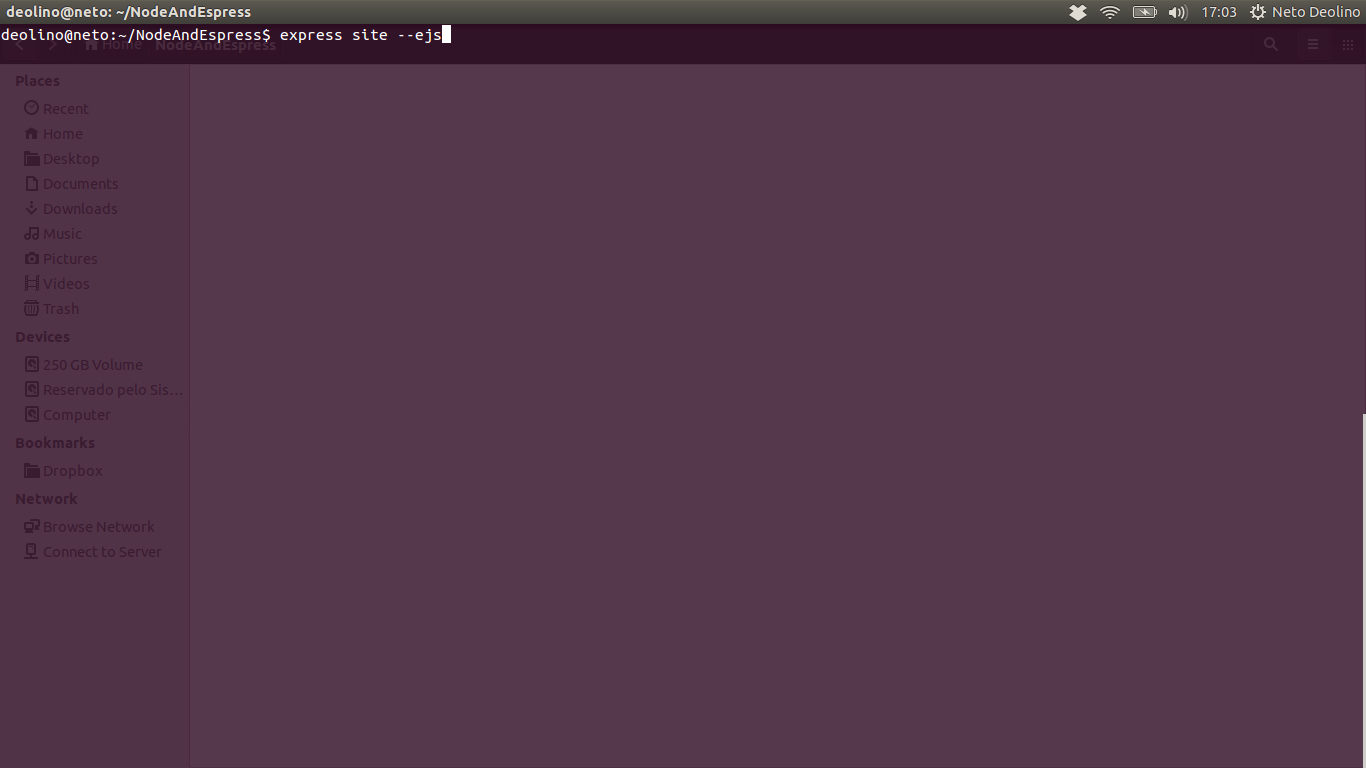 deolino@neto: ~/NodeAndEspress
17:03
Neto Deolino
deolino@neto:~/NodeAndEspress$ express site --ejs
Home
NodeAndEspress
Places
Recent
Home
Desktop
Documents
Downloads
Music
Pictures
Videos
Trash
Devices
250 GB Volume
Reservado pelo Sis...
Computer
Bookmarks
Dropbox
Network
Browse Network
Connect to Server